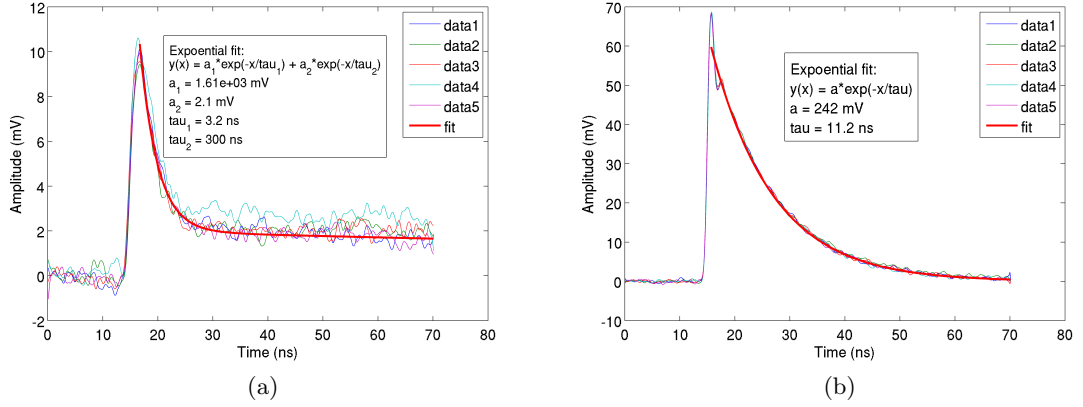 12
10
8
6
4
2
0
-2
0
10
20
30
40
50
60
70
80
Amplitude (mV)
Time (ns)
Expoential fit:
y(x) = a1*exp(-x/tau1) + a2*exp(-x/tau2)
a1 = 1.61e+03 mV
a2 = 2.1 mV
tau1 = 3.2 ns
tau2 = 300 ns
data1
data2
data3
data4
data5
fit
(a)
70
60
50
40
30
20
10
0
-10
0
10
20
30
40
50
60
70
80
Amplitude (mV)
Time (ns)
Expoential fit:
y(x) = a*exp(-x/tau)
a = 242 mV
tau = 11.2 ns
data1
data2
data3
data4
data5
fit
(b)